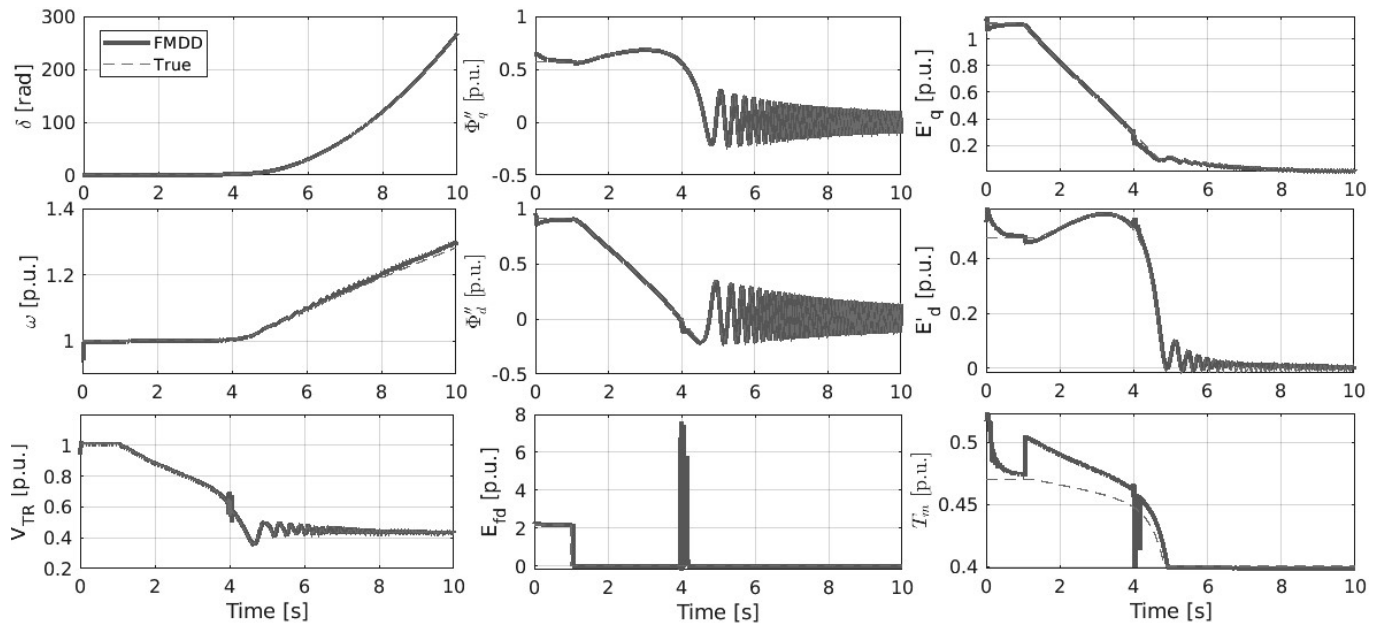 300
200
100
0
δ [rad]
FMDD
True
0 2 4 6 8 10
1
0.5
0
-0.5
Φ''q [p.u.]
0 2 4 6 8 10
1
0.8
0.6
0.4
0.2
E'q [p.u.]
0 2 4 6 8 10
1.4
1.2
1
ω [p.u.]
0 2 4 6 8 10
1
0.5
0
-0.5
Φ''d [p.u.]
0 2 4 6 8 10
0.4
0.2
0
E'd [p.u.]
0 2 4 6 8 10
1
0.8
0.6
0.4
0.2
VTR [p.u.]
0 2 4 6 8 10
Time [s]
8
6
4
2
0
Efd [p.u.]
0 2 4 6 8 10
Time [s]
0.5
0.45
0.4
Tm [p.u.]
0 2 4 6 8 10
Time [s]